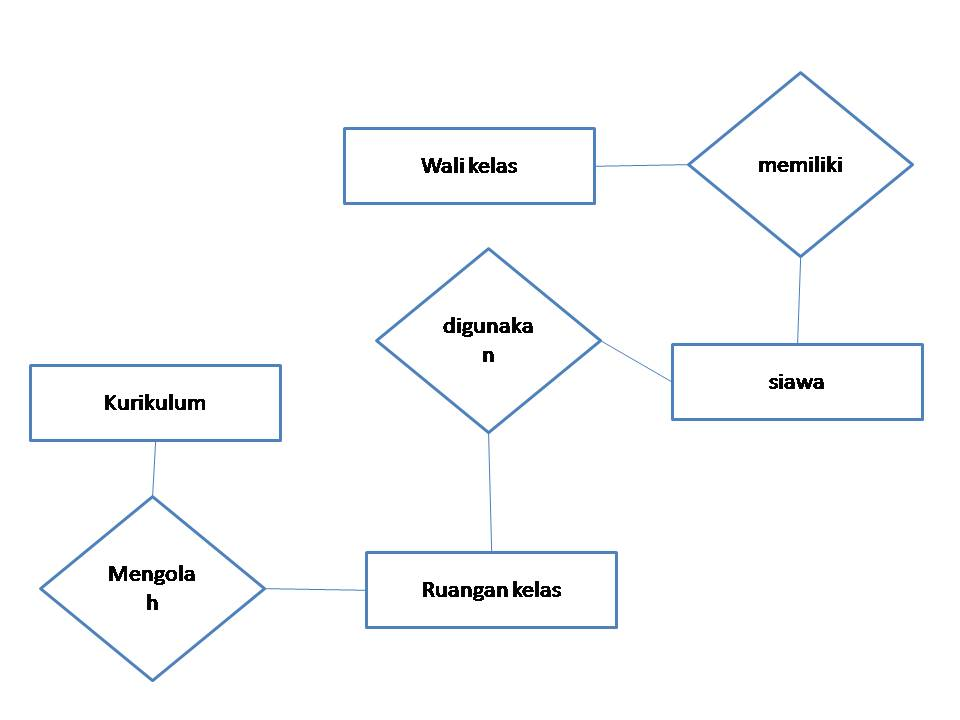 Wali kelas
memiliki
digunaka
n
siawa
Kurikulum
Mengola
h
Ruangan kelas